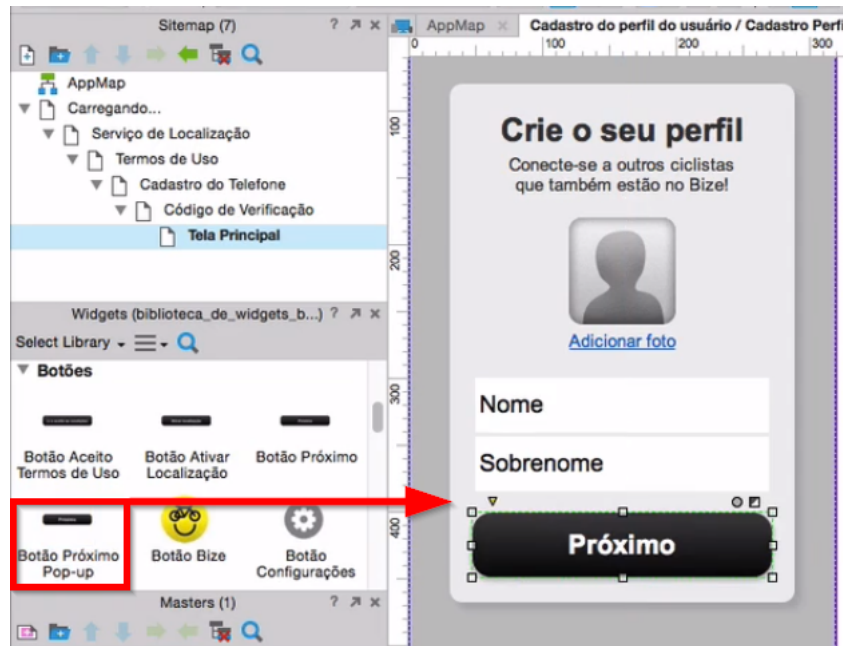 Sitemap (7)
AppMap
Carregando...
Serviço de Localização
Termos de Uso
Cadastro do Telefone
Código de Verificação
Tela Principal
Widgets (biblioteca_de_widgets_b...)
Select Library
Botões
Botão Aceito
Termos de Uso
Botão Ativar
Localização
Botão Próximo
Botão Próximo
Pop-up
Botão Bize
Botão
Configurações
Masters (1)
AppMap
Cadastro do perfil do usuário / Cadastro Perfi
0 100 200 300
100
200
300
400
Crie o seu perfil
Conecte-se a outros ciclistas
que também estão no Bize!
Adicionar foto
Nome
Sobrenome
Próximo